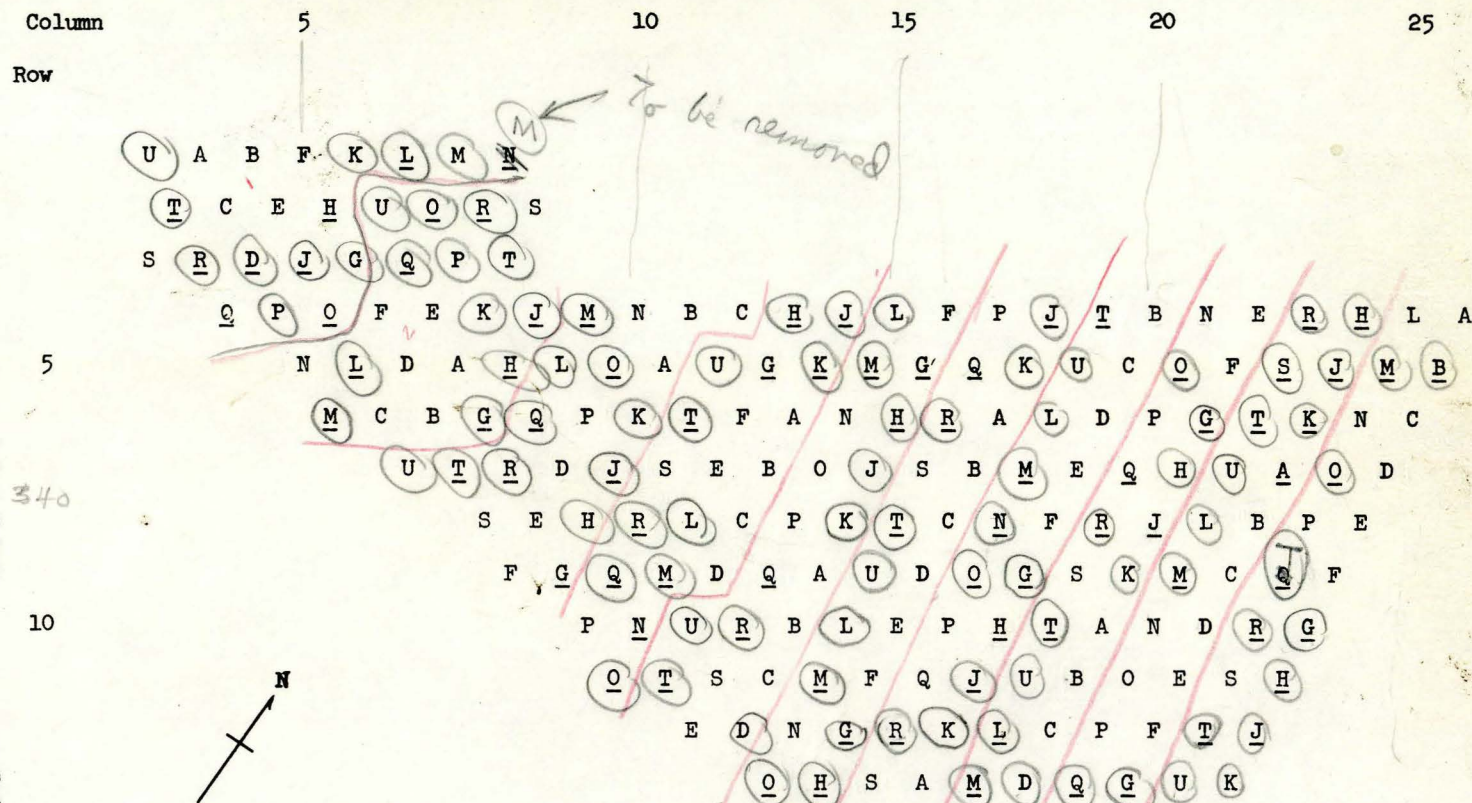 Column 5 10 15 20 25
Row
M To be removed
U A B F K L M N
T C E H U O R S
S R D J G Q P T
Q P O F E K J M N B C H J L F P J T B N E R H L A
5 N L D A H L O A U G K M G Q K U C O F S J M B
M C B G Q P K T F A N H R A L D P G T K N C
U T R D J S E B O J S B M E Q H U A O D
340
S E H R L C P K T C N F R J L B P E
F G Q M D Q A U D O G S K M C Q F
10 P N U R B L E P H T A N D R G
N
O T S C M F Q J U B O E S H
E D N G R K L C P F T J
O H S A M D Q G U K